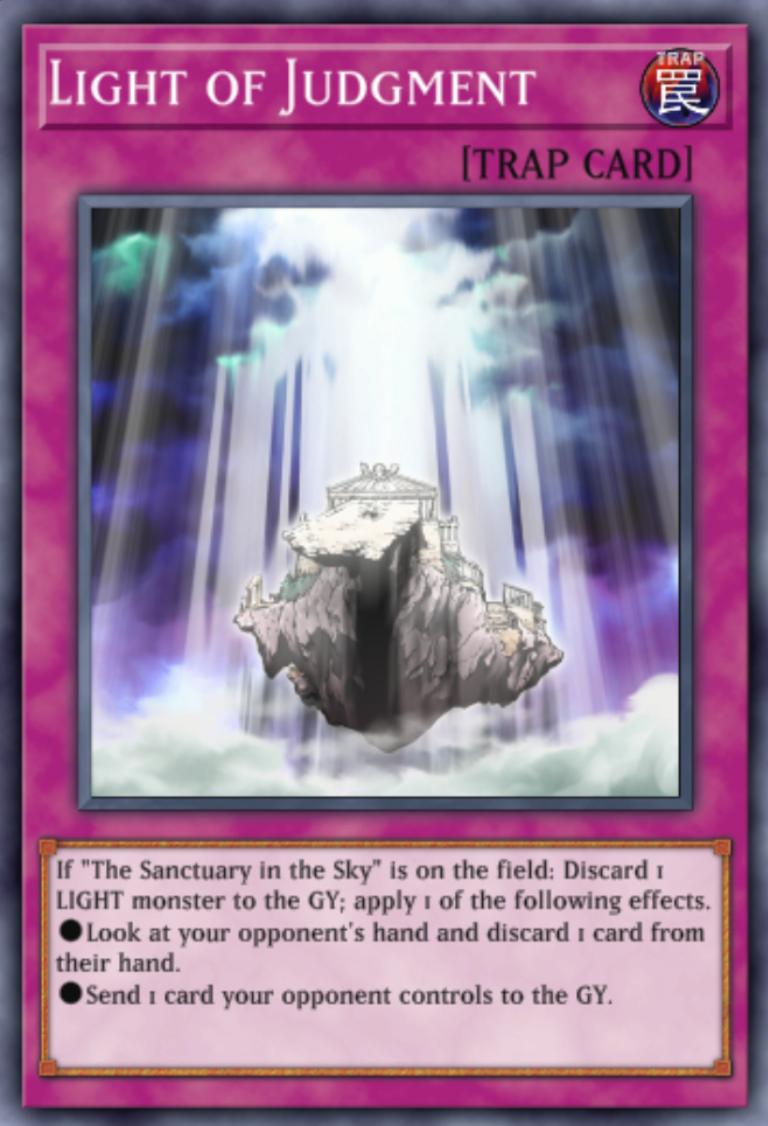 Light of Judgment
TRAP
罠
[TRAP CARD]
If "The Sanctuary in the Sky" is on the field: Discard 1
LIGHT monster to the GY; apply 1 of the following effects.
●Look at your opponent's hand and discard 1 card from
their hand.
●Send 1 card your opponent controls to the GY.